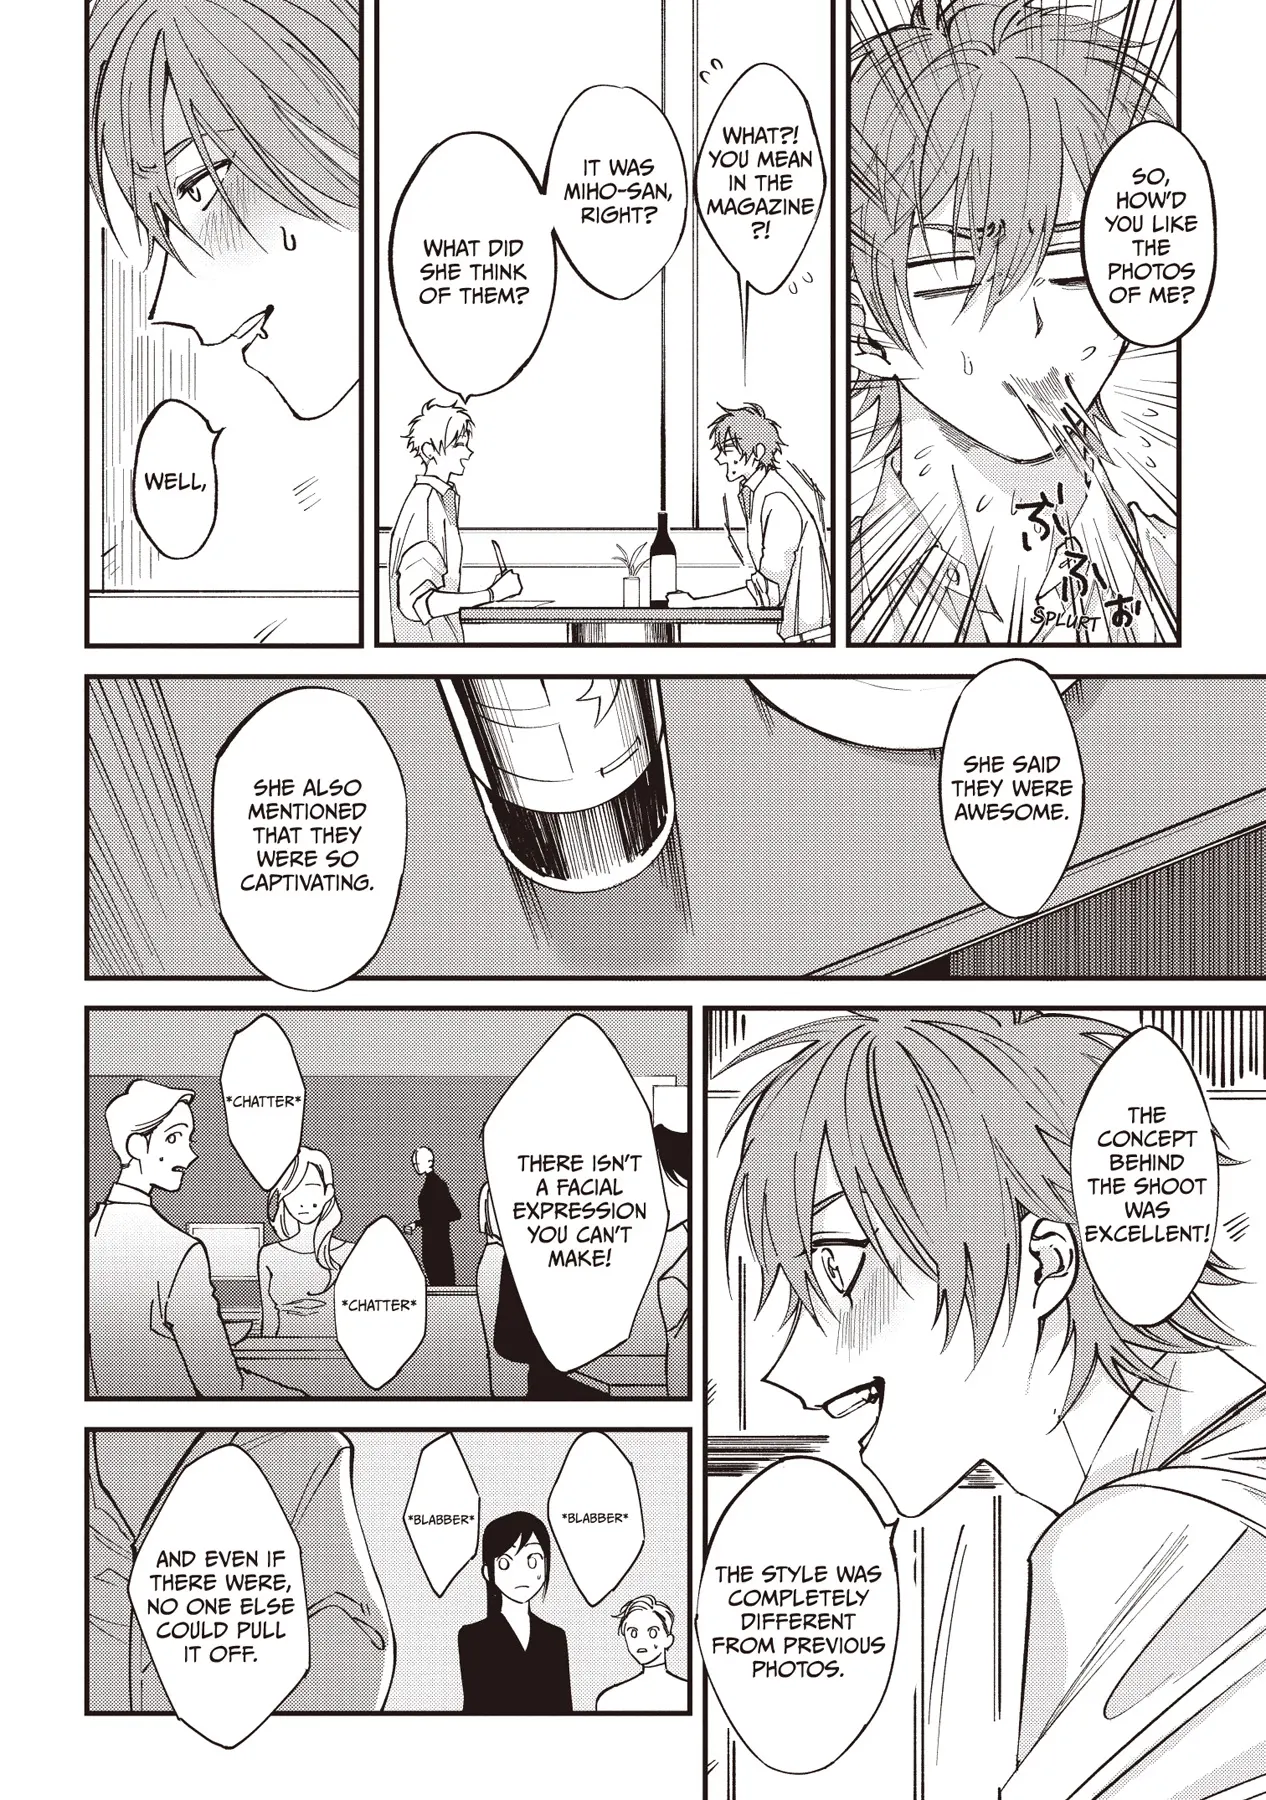 SO,
HOW'D
YOU LIKE
THE
PHOTOS
OF ME?
ぶふぉ
SPLURT
WHAT?!
YOU MEAN
IN THE
MAGAZINE
?!
IT WAS
MIHO-SAN,
RIGHT?
WHAT DID
SHE THINK
OF THEM?
WELL,
SHE SAID
THEY WERE
AWESOME.
SHE ALSO
MENTIONED
THAT THEY
WERE SO
CAPTIVATING.
THE
CONCEPT
BEHIND
THE SHOOT
WAS
EXCELLENT!
THE STYLE WAS
COMPLETELY
DIFFERENT
FROM PREVIOUS
PHOTOS.
THERE ISN'T
A FACIAL
EXPRESSION
YOU CAN'T
MAKE!
*CHATTER*
*CHATTER*
*BLABBER*
*BLABBER*
AND EVEN IF
THERE WERE,
NO ONE ELSE
COULD PULL
IT OFF.